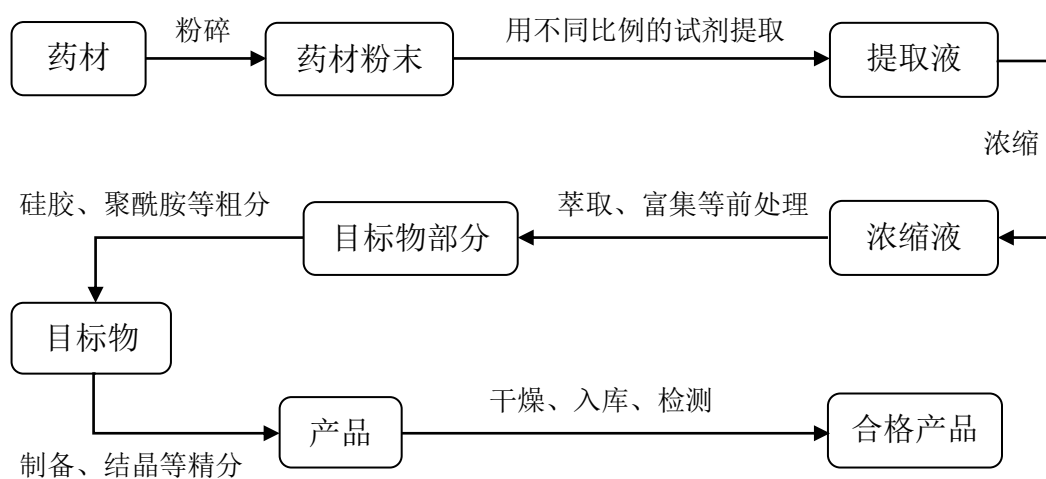 粉碎
用不同比例的试剂提取
药材
药材粉末
提取液
浓缩
硅胶、聚酰胺等粗分
萃取、富集等前处理
目标物部分
浓缩液
目标物
干燥、入库、检测
产品
合格产品
制备、结晶等精分